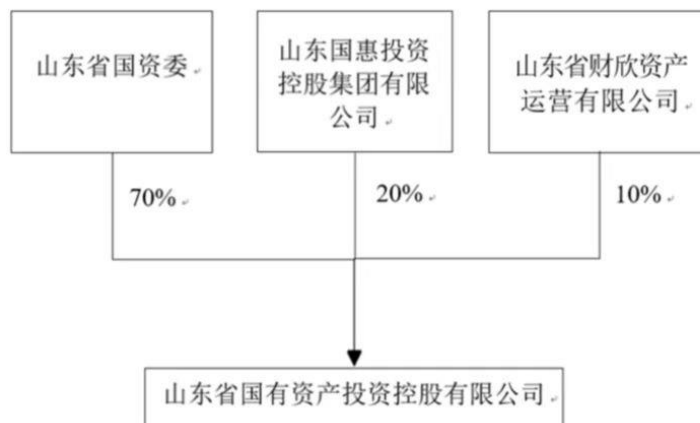 山东省国资委
山东国惠投资
控股集团有限
公司
山东省财欣资产
运营有限公司
70%
20%
10%
山东省国有资产投资控股有限公司